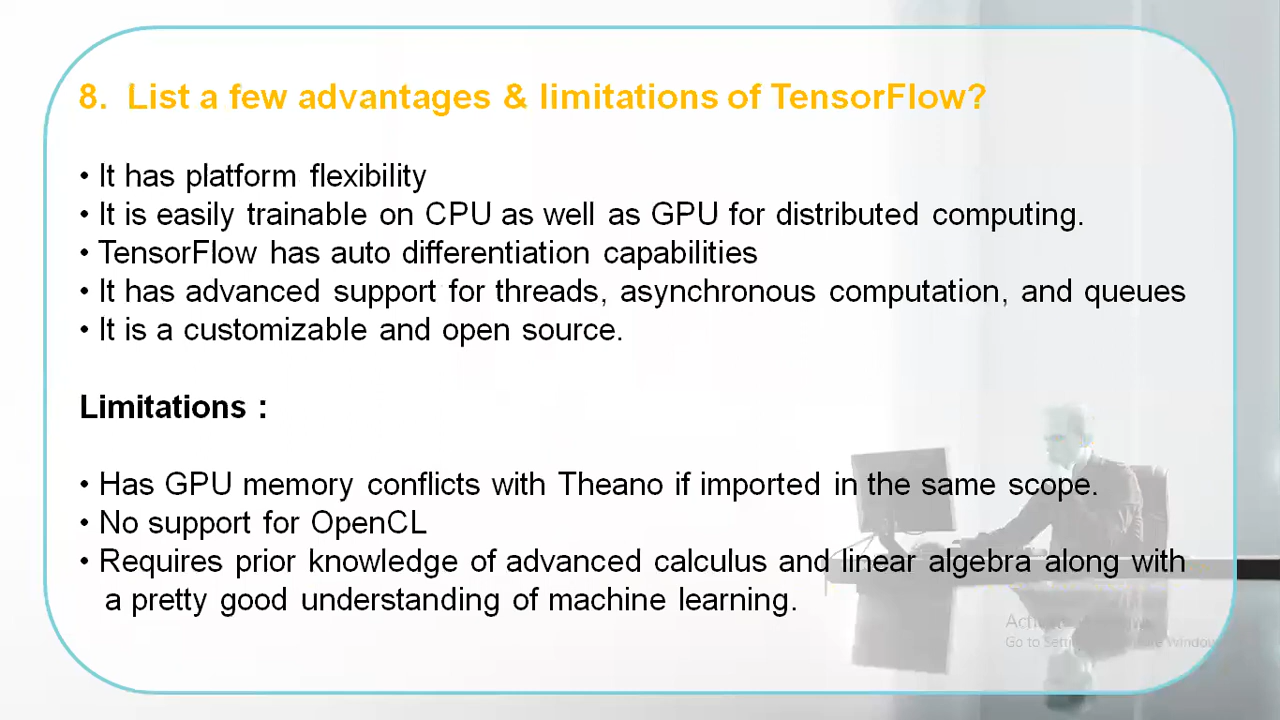 8. List a few advantages & limitations of TensorFlow?
• It has platform flexibility
• It is easily trainable on CPU as well as GPU for distributed computing.
• TensorFlow has auto differentiation capabilities
• It has advanced support for threads, asynchronous computation, and queues
• It is a customizable and open source.
Limitations :
• Has GPU memory conflicts with Theano if imported in the same scope.
• No support for OpenCL
• Requires prior knowledge of advanced calculus and linear algebra along with
a pretty good understanding of machine learning.
Go to